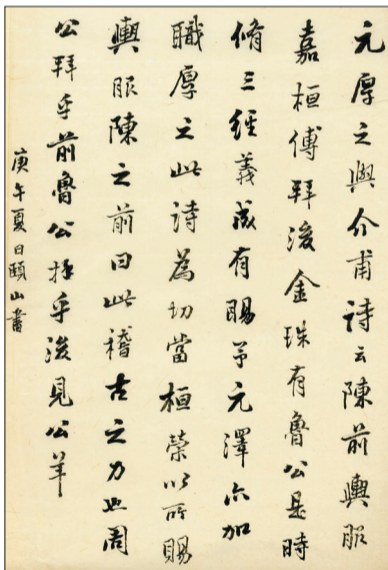 元厚之與介甫詩云陳前輿服
嘉桓傅拜後金珠有魯公是時
脩三經義成有賜予元澤亦加
職厚之此詩為切當桓榮以所賜
輿服陳之前曰此稽古之力也周
公拜乎前魯公拜乎後見公羊
庚午夏日頤山書